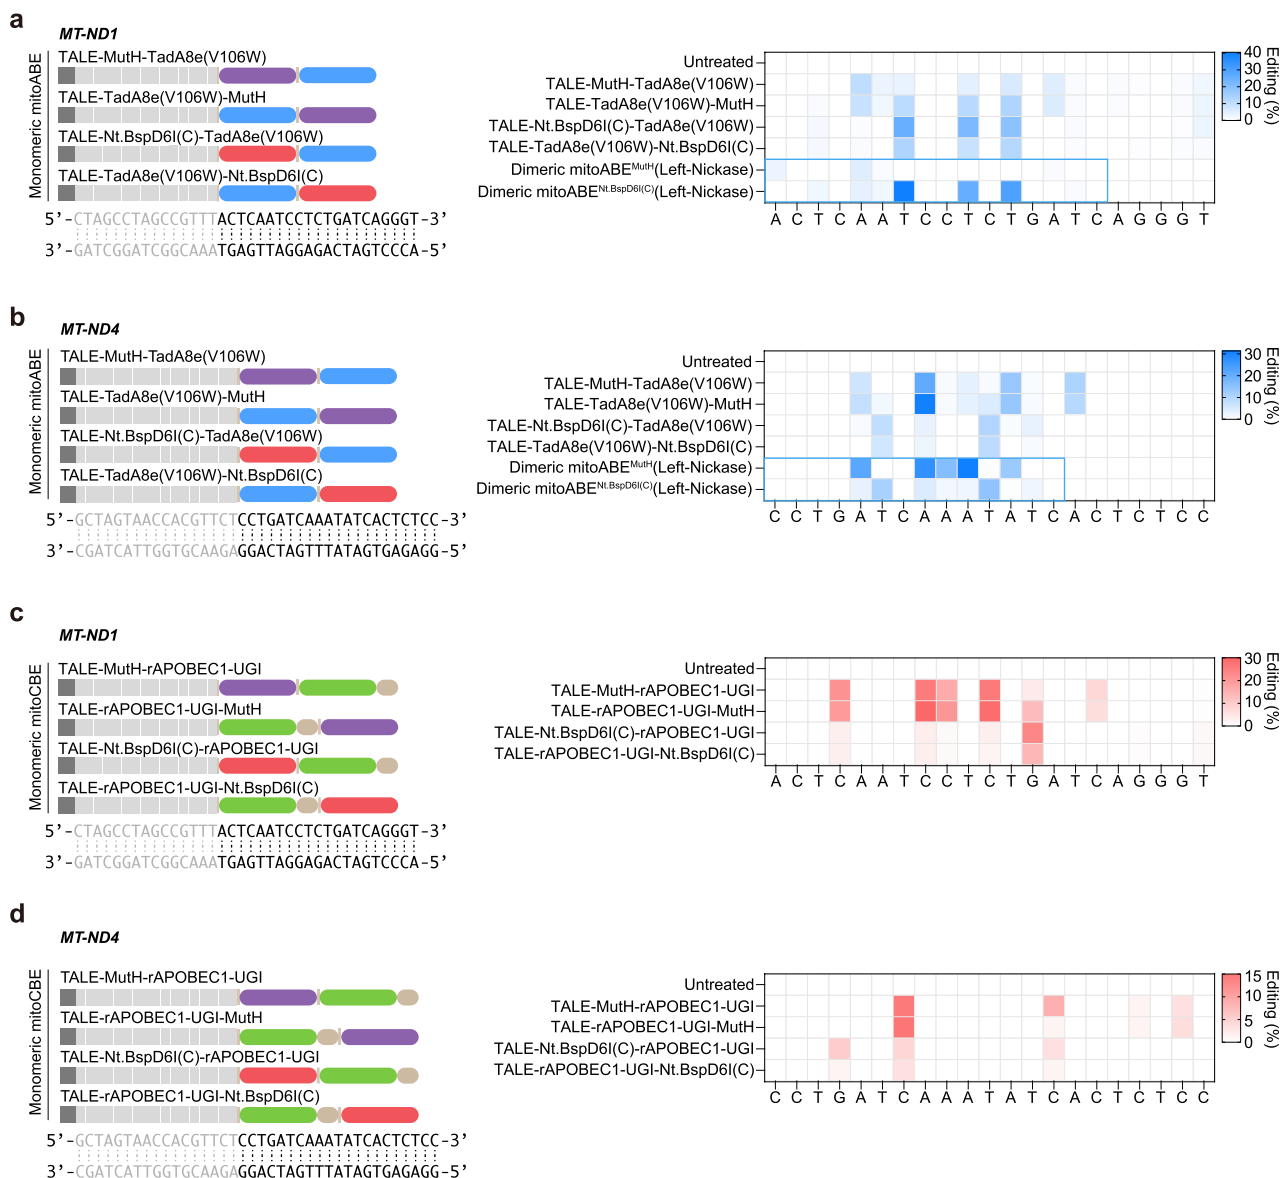 a
MT-ND1
Monomeric mitoABE
TALE-MutH-TadA8e(V106W)
TALE-TadA8e(V106W)-MutH
TALE-Nt.BspD6I(C)-TadA8e(V106W)
TALE-TadA8e(V106W)-Nt.BspD6I(C)
5’-CTAGCCTAGCCGTTTACTCAATCCTCTGATCAGGGT-3’
3’-GATCGGATCGGCAAATGAGTTAGGAGACTAGTCCCA-5’
Untreated
TALE-MutH-TadA8e(V106W)
TALE-TadA8e(V106W)-MutH
TALE-Nt.BspD6I(C)-TadA8e(V106W)
TALE-TadA8e(V106W)-Nt.BspD6I(C)
Dimeric mitoABEMutH(Left-Nickase)
Dimeric mitoABENt.BspD6I(C)(Left-Nickase)
A C T C A A T C C T C T G A T C A G G G T
40
30
20
10
0
Editing (%)
b
MT-ND4
Monomeric mitoABE
TALE-MutH-TadA8e(V106W)
TALE-TadA8e(V106W)-MutH
TALE-Nt.BspD6I(C)-TadA8e(V106W)
TALE-TadA8e(V106W)-Nt.BspD6I(C)
5’-GCTAGTAACCACGTTCTCCTGATCAAATATCACTCTCC-3’
3’-CGATCATTGGTGCAAGAGGACTAGTTTATAGTGAGAGG-5’
Untreated
TALE-MutH-TadA8e(V106W)
TALE-TadA8e(V106W)-MutH
TALE-Nt.BspD6I(C)-TadA8e(V106W)
TALE-TadA8e(V106W)-Nt.BspD6I(C)
Dimeric mitoABEMutH(Left-Nickase)
Dimeric mitoABENt.BspD6I(C)(Left-Nickase)
C C T G A T C A A A T A T C A C T C T C C
30
20
10
0
Editing (%)
c
MT-ND1
Monomeric mitoCBE
TALE-MutH-rAPOBEC1-UGI
TALE-rAPOBEC1-UGI-MutH
TALE-Nt.BspD6I(C)-rAPOBEC1-UGI
TALE-rAPOBEC1-UGI-Nt.BspD6I(C)
5’-CTAGCCTAGCCGTTTACTCAATCCTCTGATCAGGGT-3’
3’-GATCGGATCGGCAAATGAGTTAGGAGACTAGTCCCA-5’
Untreated
TALE-MutH-rAPOBEC1-UGI
TALE-rAPOBEC1-UGI-MutH
TALE-Nt.BspD6I(C)-rAPOBEC1-UGI
TALE-rAPOBEC1-UGI-Nt.BspD6I(C)
A C T C A A T C C T C T G A T C A G G G T
30
20
10
0
Editing (%)
d
MT-ND4
Monomeric mitoCBE
TALE-MutH-rAPOBEC1-UGI
TALE-rAPOBEC1-UGI-MutH
TALE-Nt.BspD6I(C)-rAPOBEC1-UGI
TALE-rAPOBEC1-UGI-Nt.BspD6I(C)
5’-GCTAGTAACCACGTTCTCCTGATCAAATATCACTCTCC-3’
3’-CGATCATTGGTGCAAGAGGACTAGTTTATAGTGAGAGG-5’
Untreated
TALE-MutH-rAPOBEC1-UGI
TALE-rAPOBEC1-UGI-MutH
TALE-Nt.BspD6I(C)-rAPOBEC1-UGI
TALE-rAPOBEC1-UGI-Nt.BspD6I(C)
C C T G A T C A A A T A T C A C T C T C C
15
10
5
0
Editing (%)